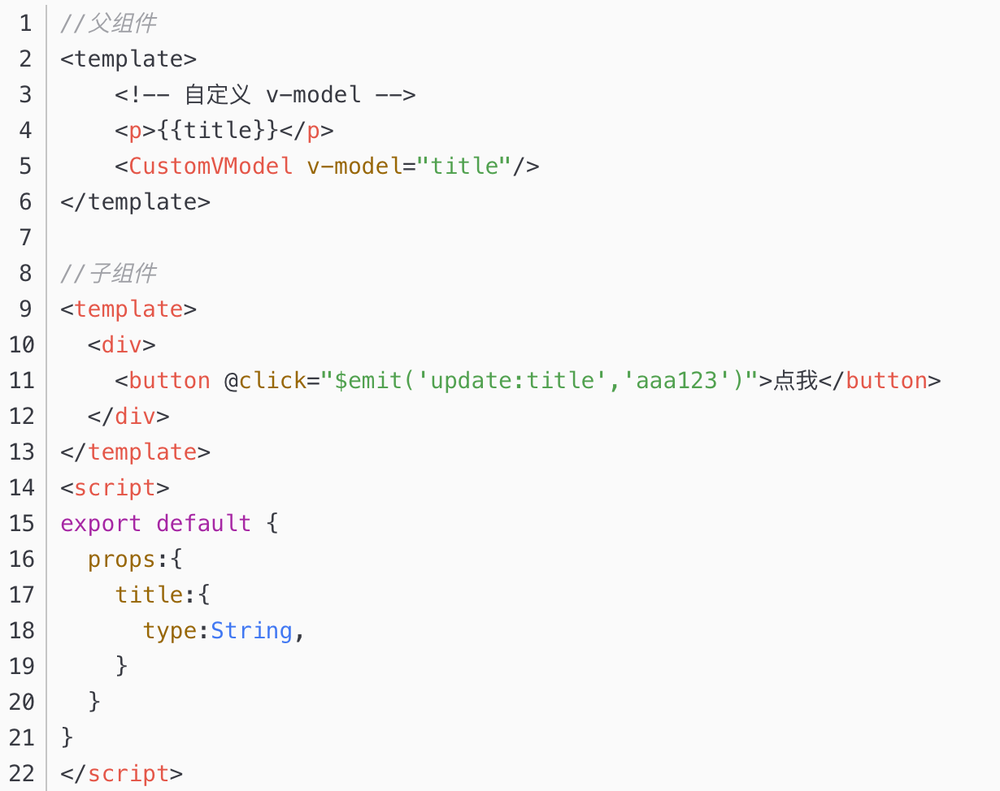 1 //父组件
2 <template>
3     <!-- 自定义 v-model -->
4     <p>{{title}}</p>
5     <CustomVModel v-model="title"/>
6 </template>
7
8 //子组件
9 <template>
10   <div>
11     <button @click="$emit('update:title','aaa123')">点我</button>
12   </div>
13 </template>
14 <script>
15 export default {
16   props:{
17     title:{
18       type:String,
19     }
20   }
21 }
22 </script>